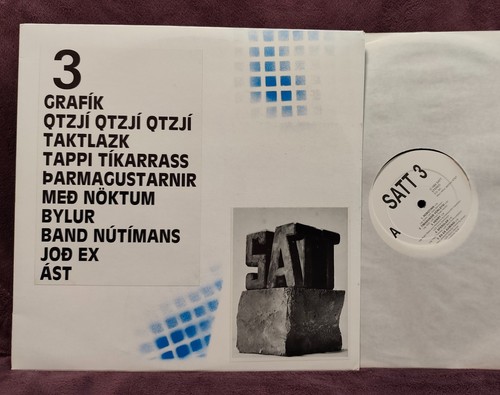 3
GRAFÍK
QTZJÍ QTZJÍ QTZJÍ
TAKTLAZK
TAPPI TÍKARRASS
ÞARMAGUSTARNIR
MEÐ NÖKTUM
BYLUR
BAND NÚTÍMANS
JOÐ EX
ÁST
SATT
SATT 3
A